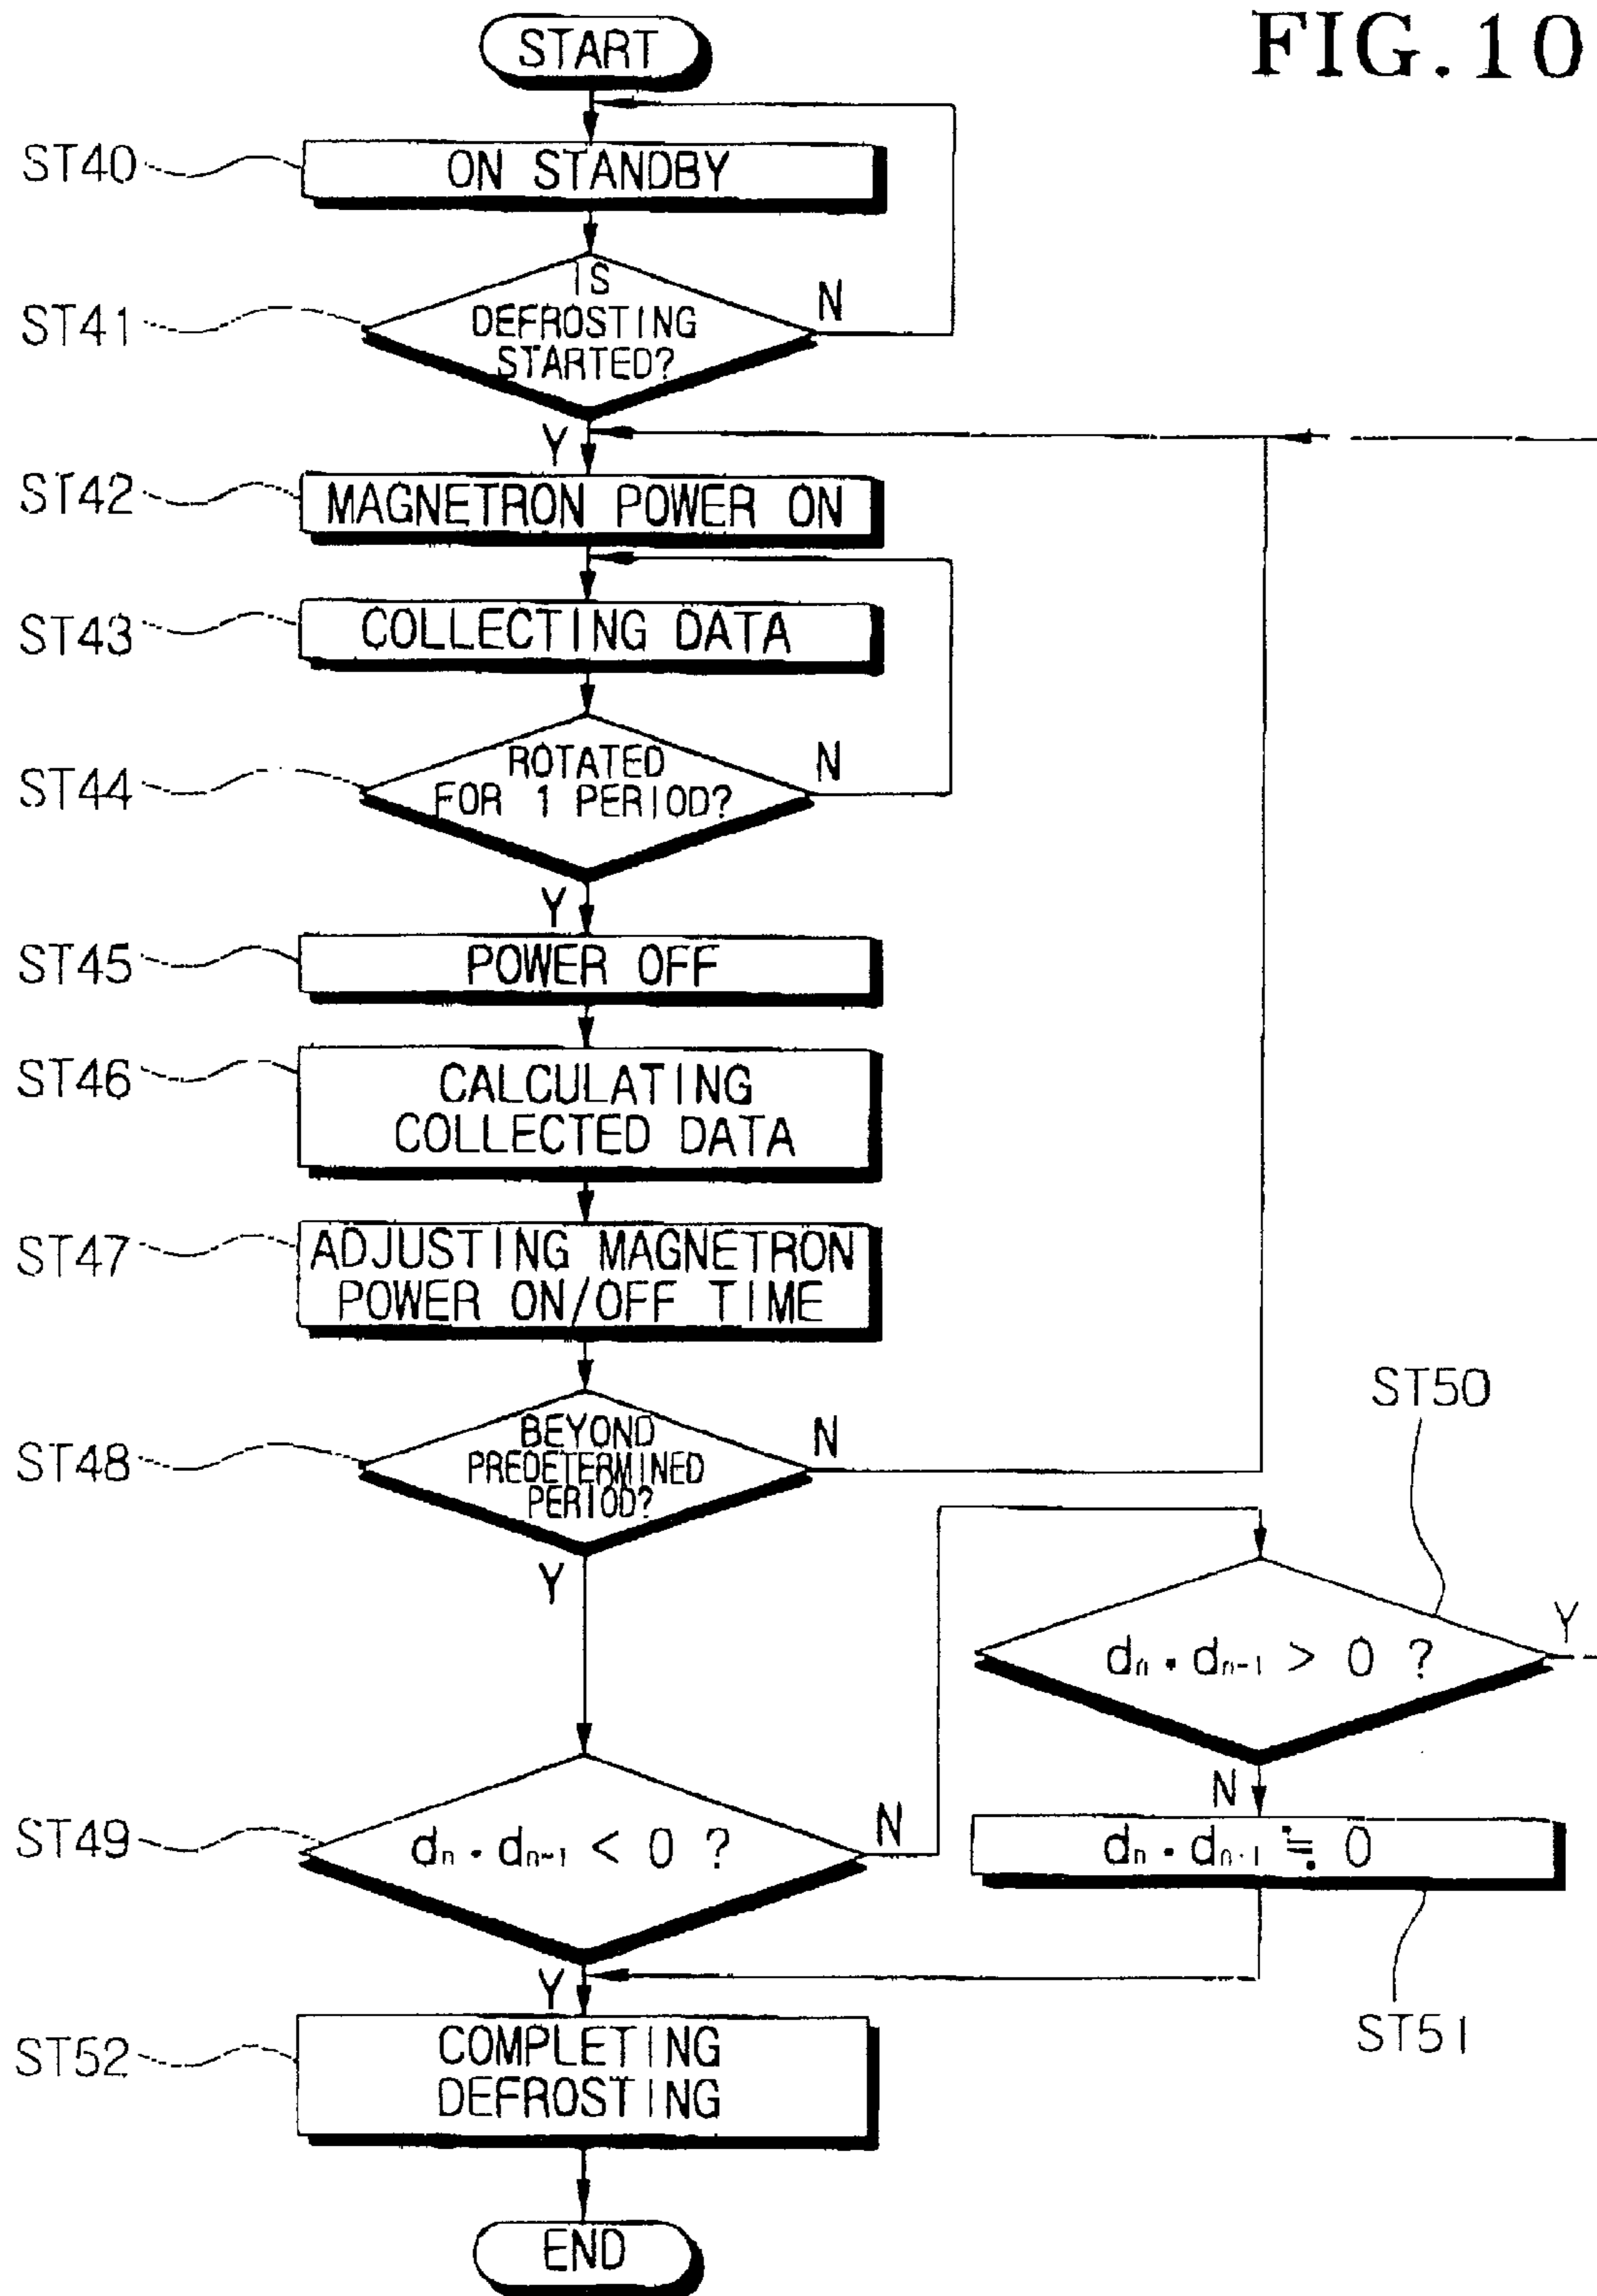 FIG.10
START
ST40
ON STANDBY
ST41
IS
DEFROSTING
STARTED?
N
Y
ST42
MAGNETRON POWER ON
ST43
COLLECTING DATA
ST44
ROTATED
FOR 1 PERIOD?
N
Y
ST45
POWER OFF
ST46
CALCULATING
COLLECTED DATA
ST47
ADJUSTING MAGNETRON
POWER ON/OFF TIME
ST48
BEYOND
PREDETERMINED
PERIOD?
N
Y
ST50
dₙ · dₙ₋₁ > 0 ?
Y
N
ST49
dₙ · dₙ₋₁ < 0 ?
N
Y
dₙ · dₙ₋₁ ≒ 0
ST51
ST52
COMPLETING
DEFROSTING
END